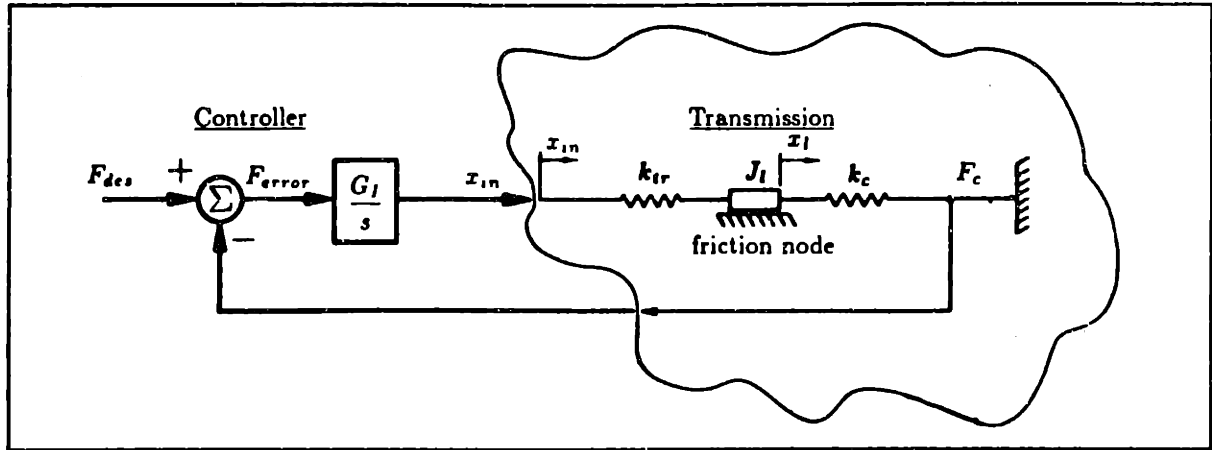 Controller
Transmission
F_des
+
Σ
−
F_error
G_I
s
x_in
x_in
k_tr
J_l
x_l
k_c
F_c
friction node